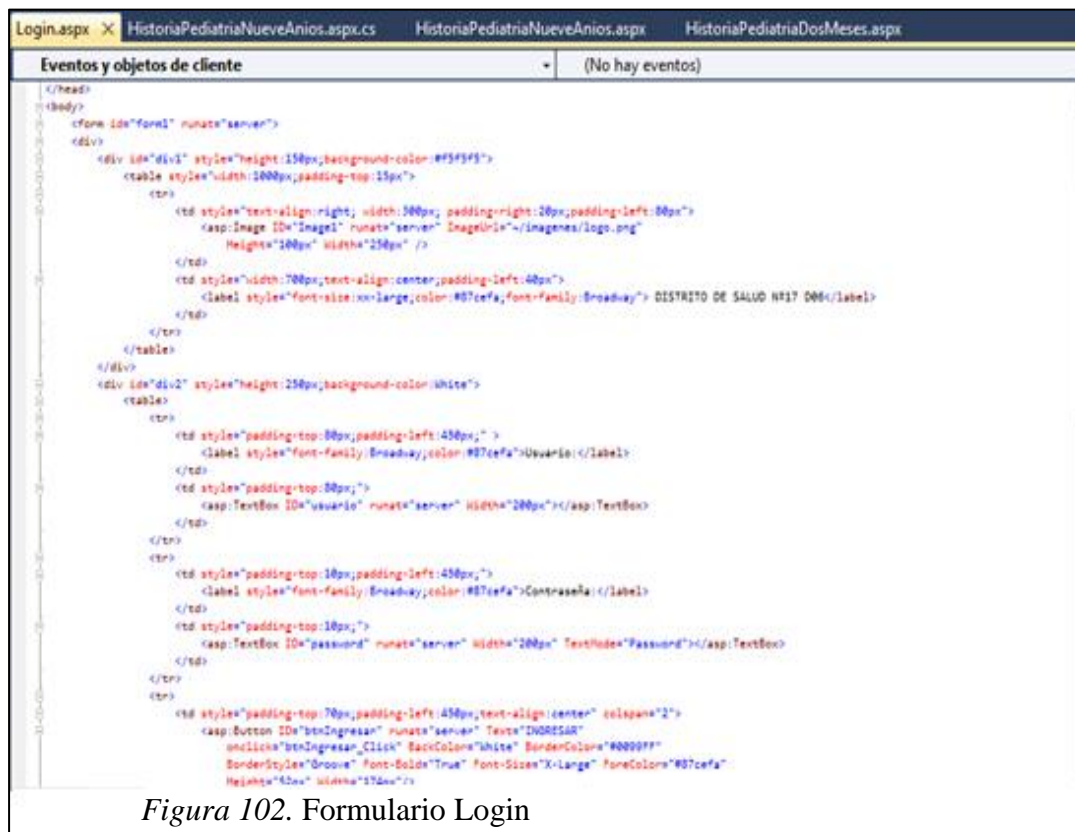 Login.aspx × HistoriaPediatriaNueveAnios.aspx.cs HistoriaPediatriaNueveAnios.aspx HistoriaPediatriaDosMeses.aspx
Eventos y objetos de cliente (No hay eventos)
</head>
<body>
<form id="form1" runat="server">
<div>
<div id="div1" style="height:150px;background-color:#f5f5f5">
<table style="width:1000px;padding-top:15px">
<tr>
<td style="text-align:right; width:300px; padding-right:20px;padding-left:80px">
<asp:Image ID="Image1" runat="server" ImageUrl="~/imagenes/logo.png"
Height="100px" Width="250px" />
</td>
<td style="width:700px;text-align:center;padding-left:40px">
<label style="font-size:xx-large;color:#87cefa;font-family:Broadway"> DISTRITO DE SALUD Nº17 D06</label>
</td>
</tr>
</table>
</div>
<div id="div2" style="height:250px;background-color:White">
<table>
<tr>
<td style="padding-top:80px;padding-left:450px;" >
<label style="font-family:Broadway;color:#87cefa">Usuario:</label>
</td>
<td style="padding-top:80px;">
<asp:TextBox ID="usuario" runat="server" Width="200px"></asp:TextBox>
</td>
</tr>
<tr>
<td style="padding-top:10px;padding-left:450px;">
<label style="font-family:Broadway;color:#87cefa">Contraseña:</label>
</td>
<td style="padding-top:10px;">
<asp:TextBox ID="password" runat="server" Width="200px" TextMode="Password"></asp:TextBox>
</td>
</tr>
<tr>
<td style="padding-top:70px;padding-left:450px;text-align:center" colspan="2">
<asp:Button ID="btnIngresar" runat="server" Text="INGRESAR"
onclick="btnIngresar_Click" BackColor="White" BorderColor="#0099FF"
BorderStyle="Groove" Font-Bold="True" Font-Size="X-Large" ForeColor="#87cefa"
Height="52px" Width="174px"/>
Figura 102. Formulario Login